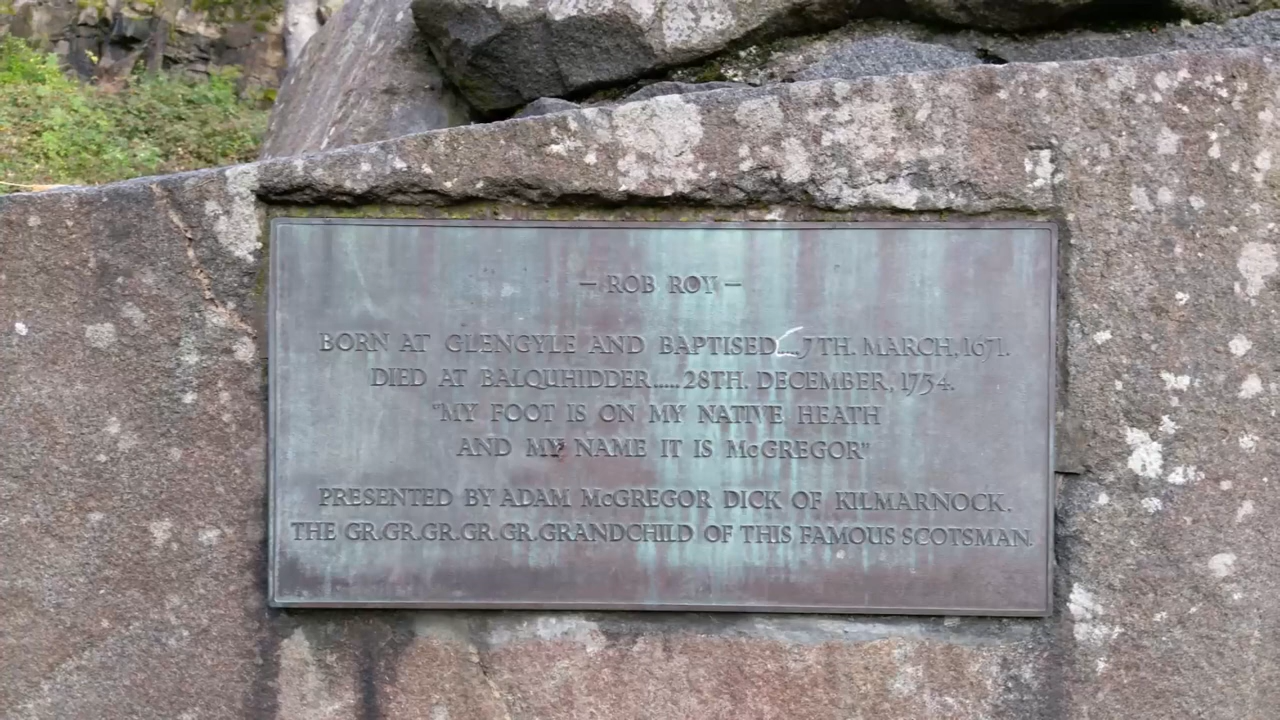 — ROB ROY —
BORN AT GLENGYLE AND BAPTISED....7TH. MARCH, 1671.
DIED AT BALQUHIDDER.....28TH. DECEMBER, 1734.
"MY FOOT IS ON MY NATIVE HEATH
AND MY NAME IT IS McGREGOR"
PRESENTED BY ADAM McGREGOR DICK OF KILMARNOCK.
THE GR.GR.GR.GR.GR.GRANDCHILD OF THIS FAMOUS SCOTSMAN.